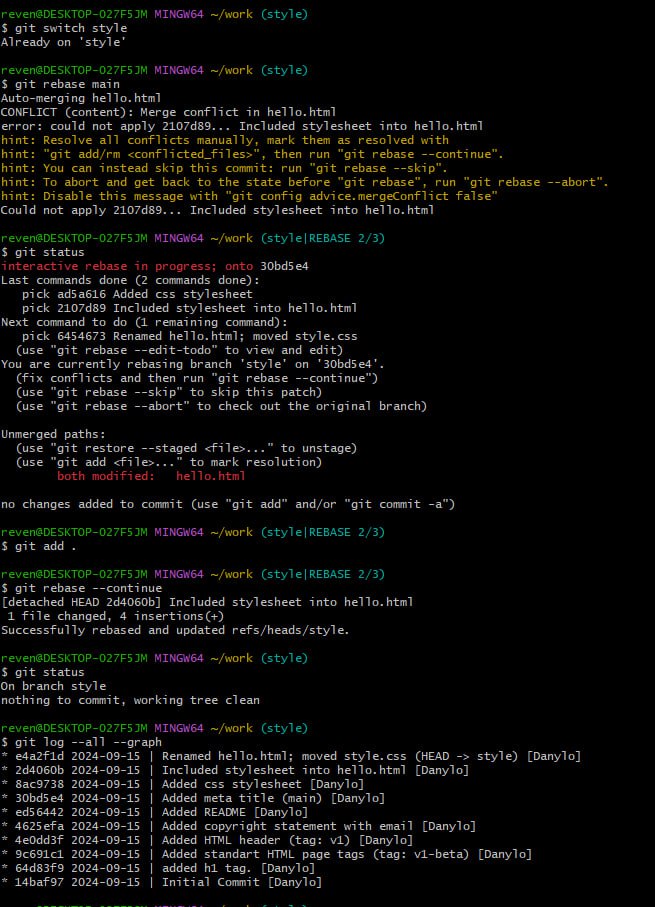 reven@DESKTOP-O27F5JM MINGW64 ~/work (style)
$ git switch style
Already on 'style'
reven@DESKTOP-O27F5JM MINGW64 ~/work (style)
$ git rebase main
Auto-merging hello.html
CONFLICT (content): Merge conflict in hello.html
error: could not apply 2107d89... Included stylesheet into hello.html
hint: Resolve all conflicts manually, mark them as resolved with
hint: "git add/rm <conflicted_files>", then run "git rebase --continue".
hint: You can instead skip this commit: run "git rebase --skip".
hint: To abort and get back to the state before "git rebase", run "git rebase --abort".
hint: Disable this message with "git config advice.mergeConflict false"
Could not apply 2107d89... Included stylesheet into hello.html
reven@DESKTOP-O27F5JM MINGW64 ~/work (style|REBASE 2/3)
$ git status
interactive rebase in progress; onto 30bd5e4
Last commands done (2 commands done):
   pick ad5a616 Added css stylesheet
   pick 2107d89 Included stylesheet into hello.html
Next command to do (1 remaining command):
   pick 6454673 Renamed hello.html; moved style.css
  (use "git rebase --edit-todo" to view and edit)
You are currently rebasing branch 'style' on '30bd5e4'.
  (fix conflicts and then run "git rebase --continue")
  (use "git rebase --skip" to skip this patch)
  (use "git rebase --abort" to check out the original branch)
Unmerged paths:
  (use "git restore --staged <file>..." to unstage)
  (use "git add <file>..." to mark resolution)
        both modified:   hello.html
no changes added to commit (use "git add" and/or "git commit -a")
reven@DESKTOP-O27F5JM MINGW64 ~/work (style|REBASE 2/3)
$ git add .
reven@DESKTOP-O27F5JM MINGW64 ~/work (style|REBASE 2/3)
$ git rebase --continue
[detached HEAD 2d4060b] Included stylesheet into hello.html
 1 file changed, 4 insertions(+)
Successfully rebased and updated refs/heads/style.
reven@DESKTOP-O27F5JM MINGW64 ~/work (style)
$ git status
On branch style
nothing to commit, working tree clean
reven@DESKTOP-O27F5JM MINGW64 ~/work (style)
$ git log --all --graph
* e4a2f1d 2024-09-15 | Renamed hello.html; moved style.css (HEAD -> style) [Danylo]
* 2d4060b 2024-09-15 | Included stylesheet into hello.html [Danylo]
* 8ac9738 2024-09-15 | Added css stylesheet [Danylo]
* 30bd5e4 2024-09-15 | Added meta title (main) [Danylo]
* ed56442 2024-09-15 | Added README [Danylo]
* 4625efa 2024-09-15 | Added copyright statement with email [Danylo]
* 4e0dd3f 2024-09-15 | Added HTML header (tag: v1) [Danylo]
* 9c691c1 2024-09-15 | Added standart HTML page tags (tag: v1-beta) [Danylo]
* 64d83f9 2024-09-15 | added h1 tag. [Danylo]
* 14baf97 2024-09-15 | Initial Commit [Danylo]